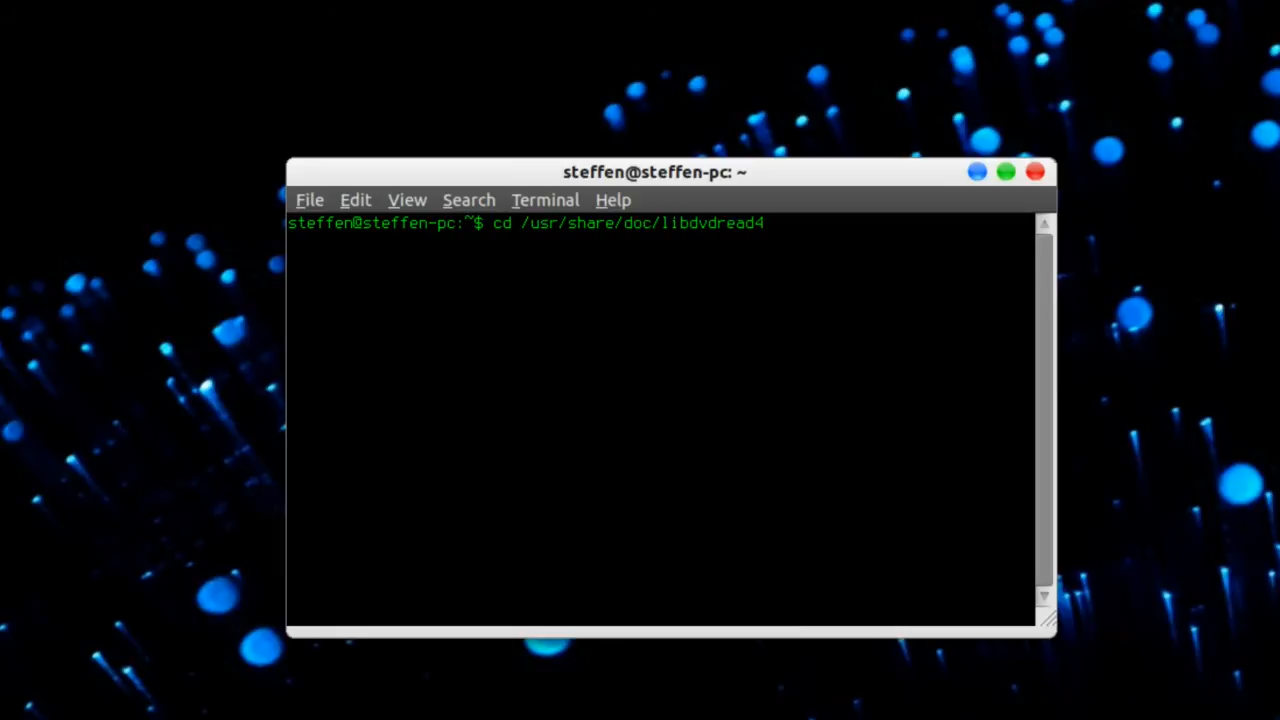 steffen@steffen-pc: ~
File Edit View Search Terminal Help
steffen@steffen-pc:~$ cd /usr/share/doc/libdvdread4